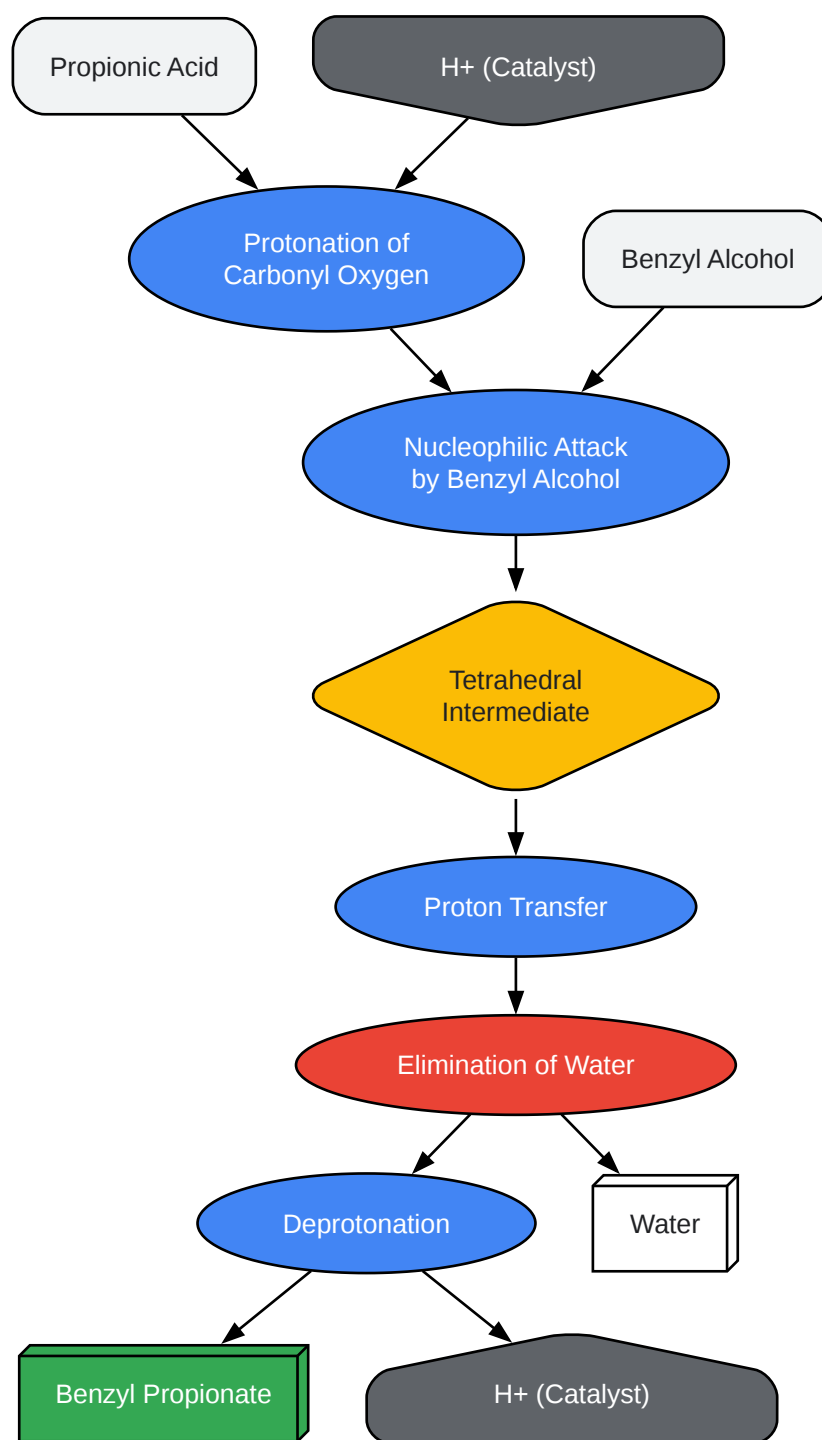 Propionic Acid
H+ (Catalyst)
Protonation of
Carbonyl Oxygen
Benzyl Alcohol
Nucleophilic Attack
by Benzyl Alcohol
Tetrahedral
Intermediate
Proton Transfer
Elimination of Water
Deprotonation
Water
Benzyl Propionate
H+ (Catalyst)